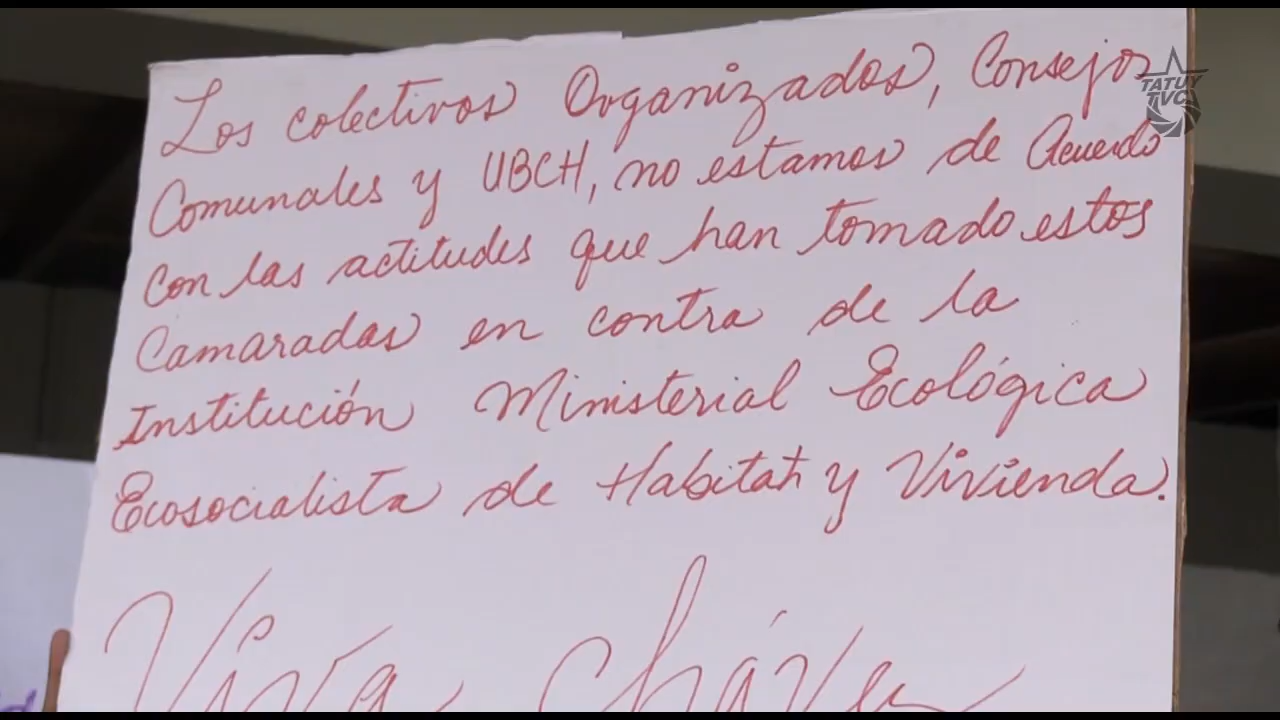 Los colectivos Organizados, Consejos
Comunales y UBCH, no estamos de Acuerdo
con las actitudes que han tomado estos
Camaradas en contra de la
Institución Ministerial Ecológica
Ecosocialista de Habitat y Vivienda.
Viva Cháve
TATUY
TVC